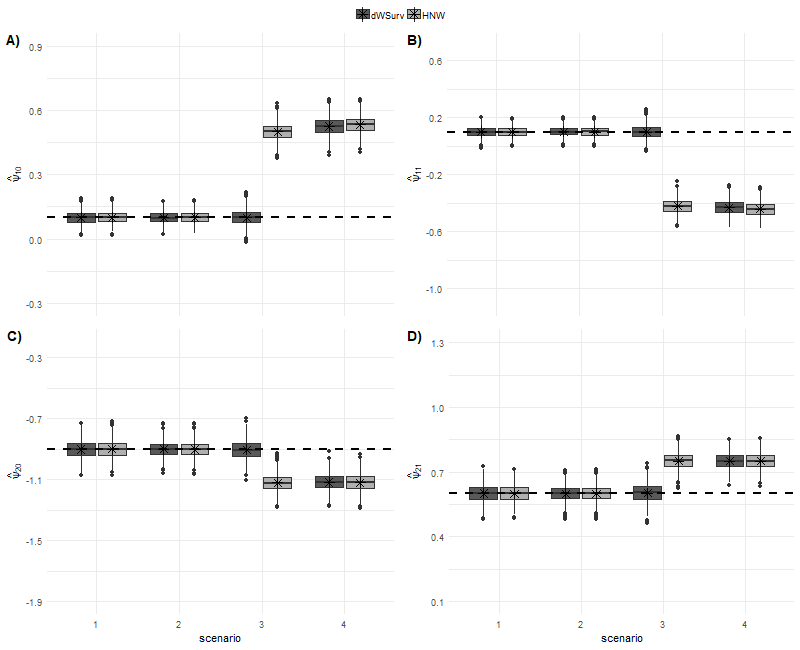 dWSurv HNW
A)
0.9
0.6
0.3
0.0
-0.3
ψ̂10
B)
0.6
0.2
-0.2
-0.6
-1.0
ψ̂11
C)
-0.3
-0.7
-1.1
-1.5
-1.9
ψ̂20
1 2 3 4
scenario
D)
1.3
1.0
0.7
0.4
0.1
ψ̂21
1 2 3 4
scenario